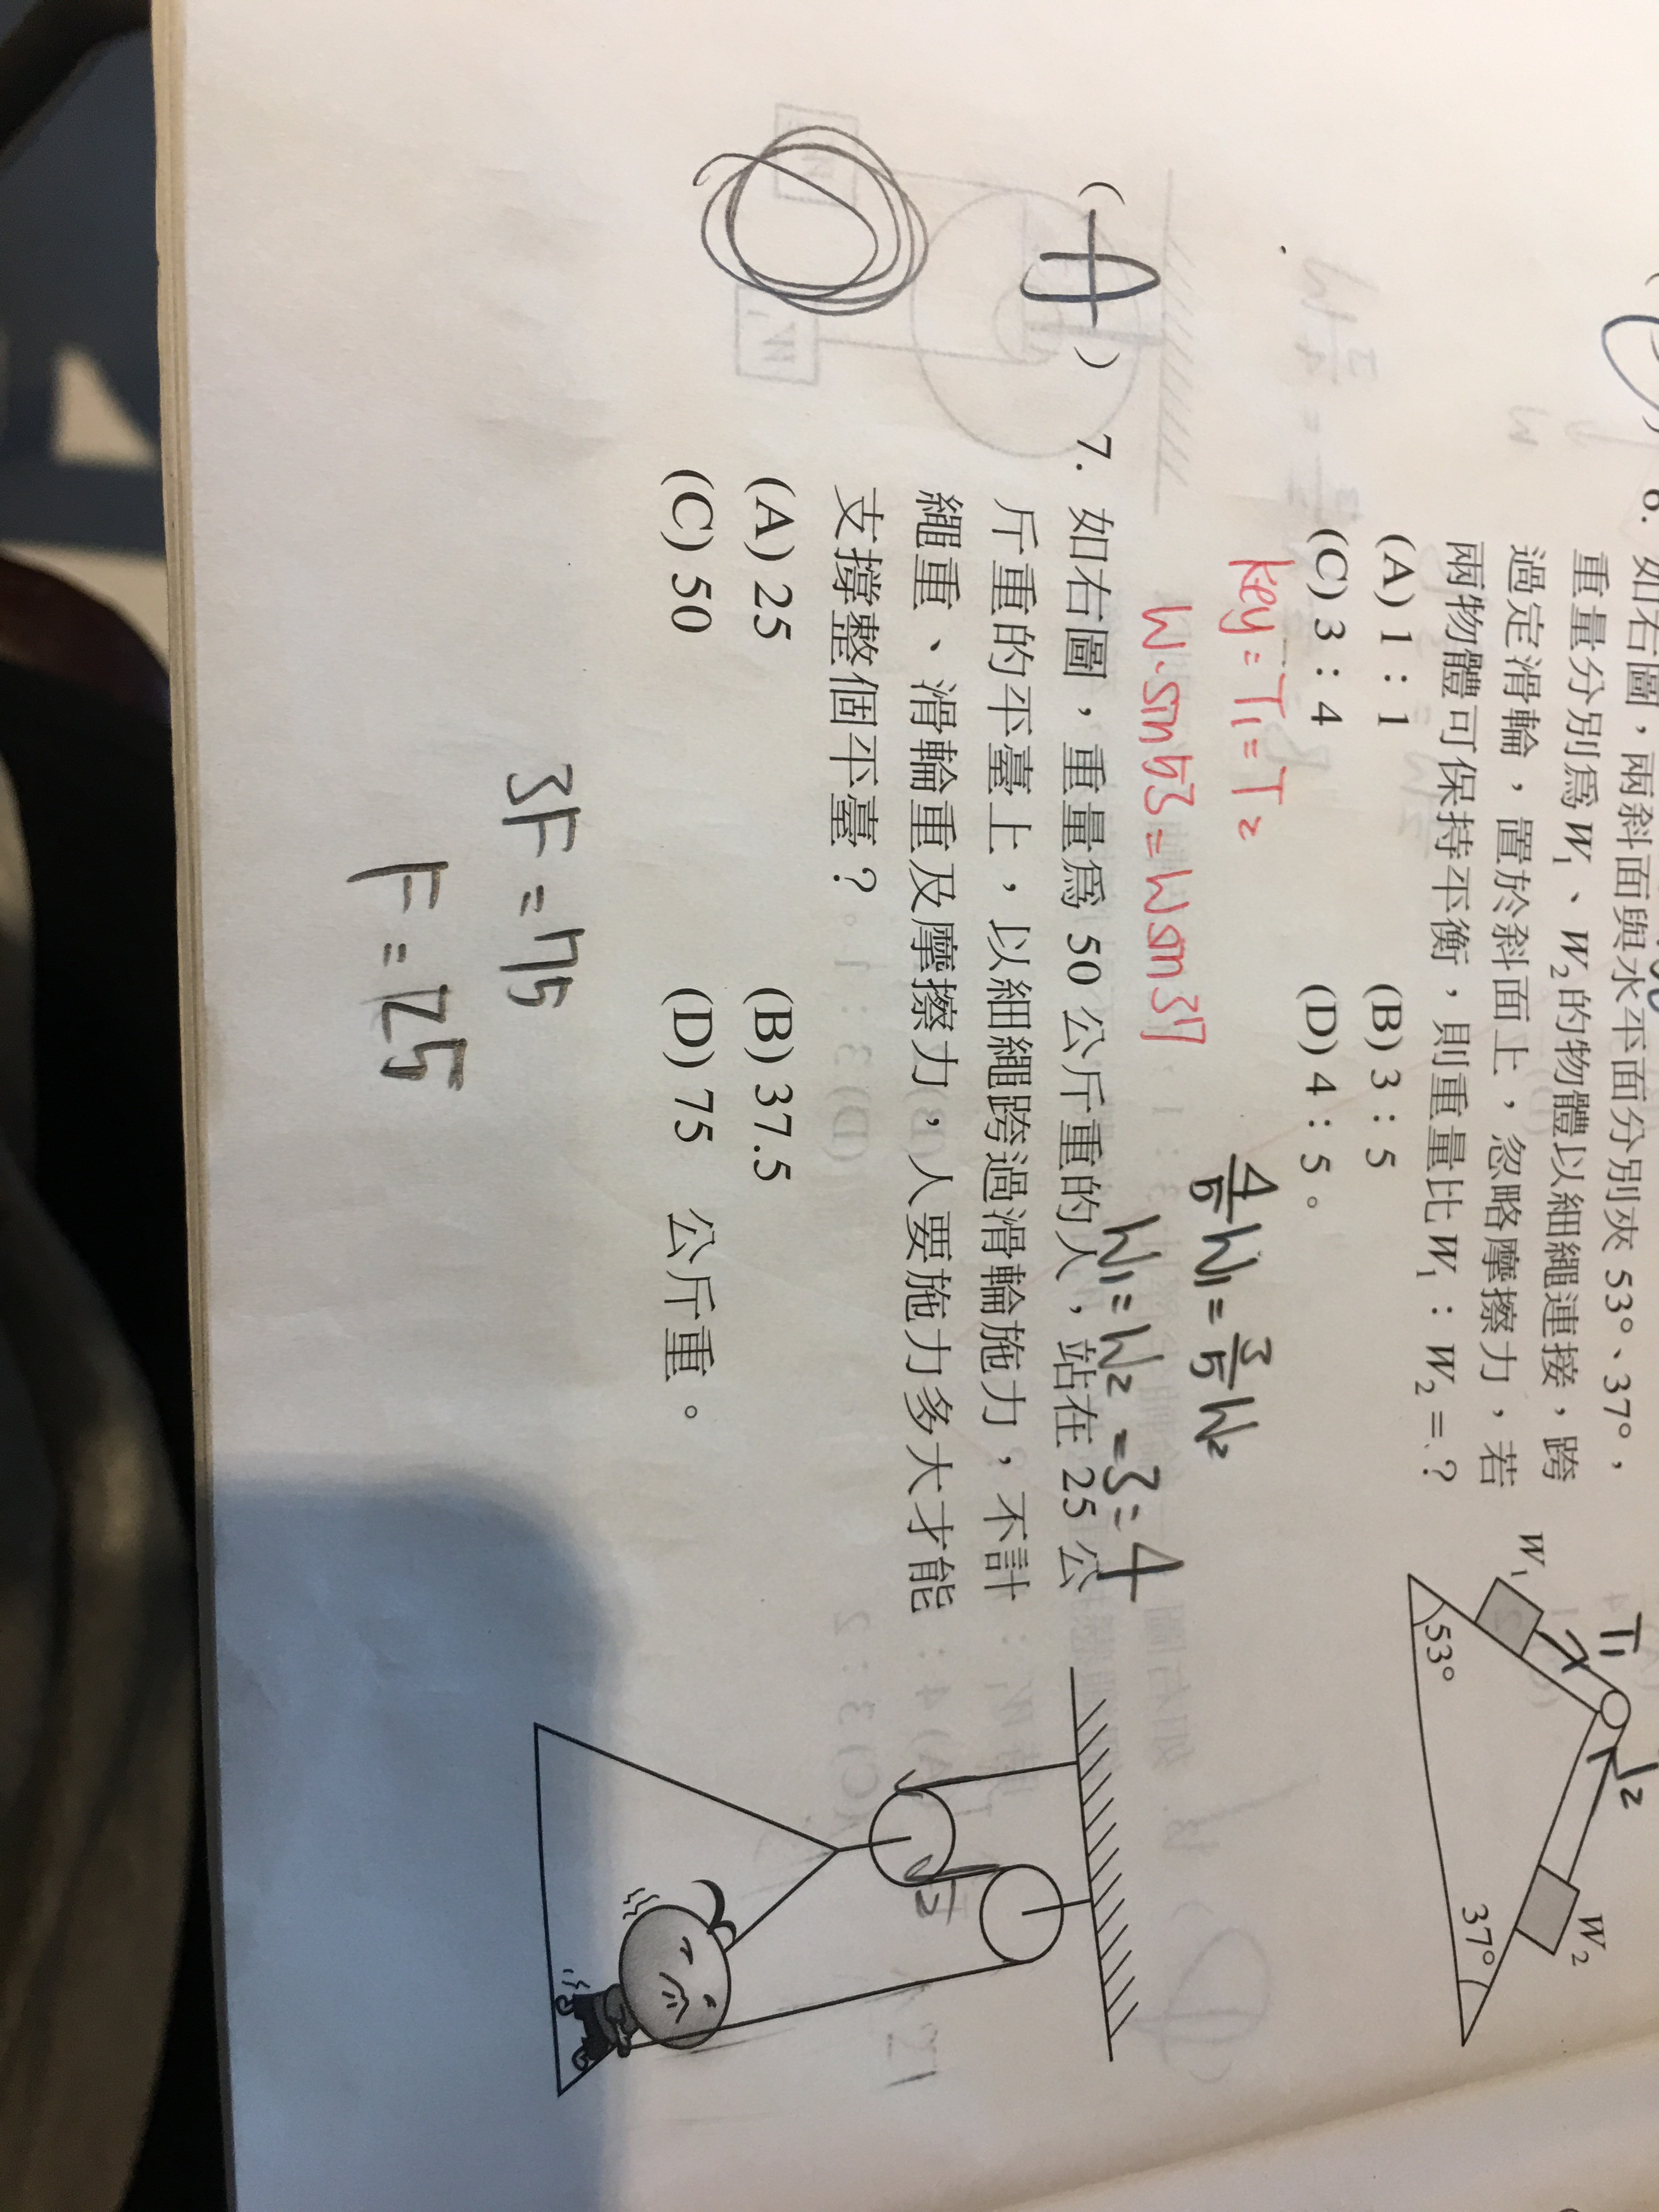 6. 如右圖，兩斜面與水平面分別夾 53°、37°，
重量分別為 W₁、W₂的物體以細繩連接，跨
過定滑輪，置於斜面上，忽略摩擦力，若
兩物體可保持平衡，則重量比 W₁：W₂＝？
(A) 1：1 (B) 3：5
(C) 3：4 (D) 4：5。
W₁
T₁
T₂
W₂
53°
37°
key = T₁ = T₂
W.sin53 = Wsin37
4/5 W₁ = 3/5 W₂
W₁ = W₂ = 3：4
(A) 7. 如右圖，重量為 50 公斤重的人，站在 25 公
斤重的平臺上，以細繩跨過滑輪施力，不計
繩重、滑輪重及摩擦力，人要施力多大才能
支撐整個平臺？
(A) 25 (B) 37.5
(C) 50 (D) 75 公斤重。
3F = 75
F = 25